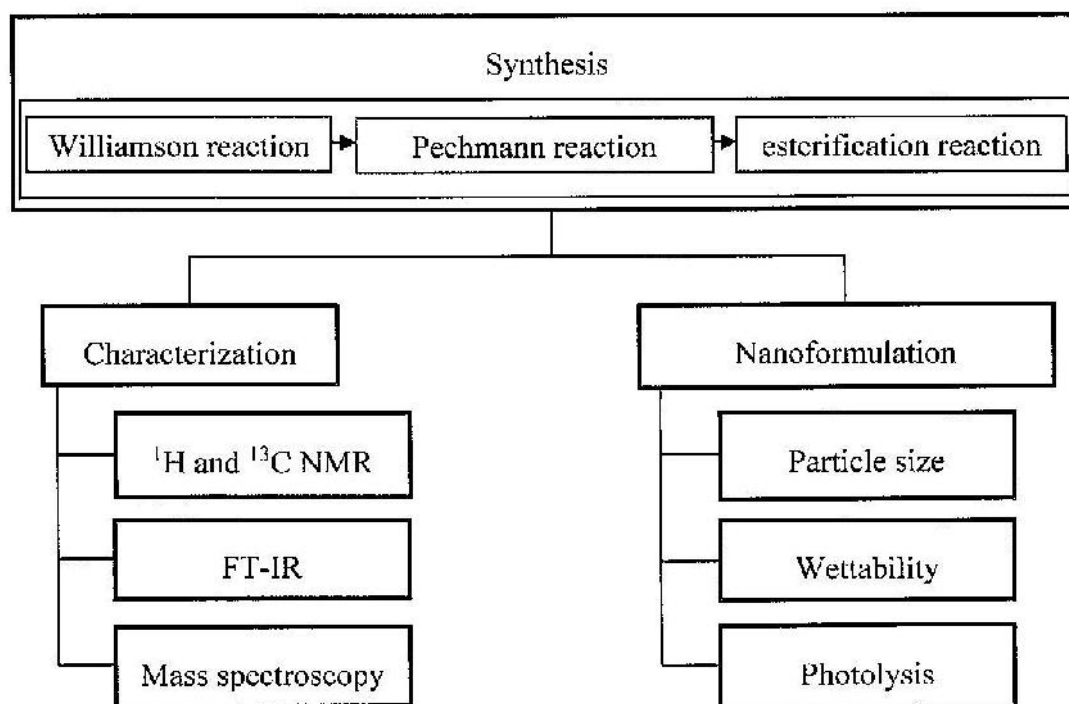 Synthesis
Williamson reaction
Pechmann reaction
esterification reaction
Characterization
Nanoformulation
¹H and ¹³C NMR
Particle size
FT-IR
Wettability
Mass spectroscopy
Photolysis